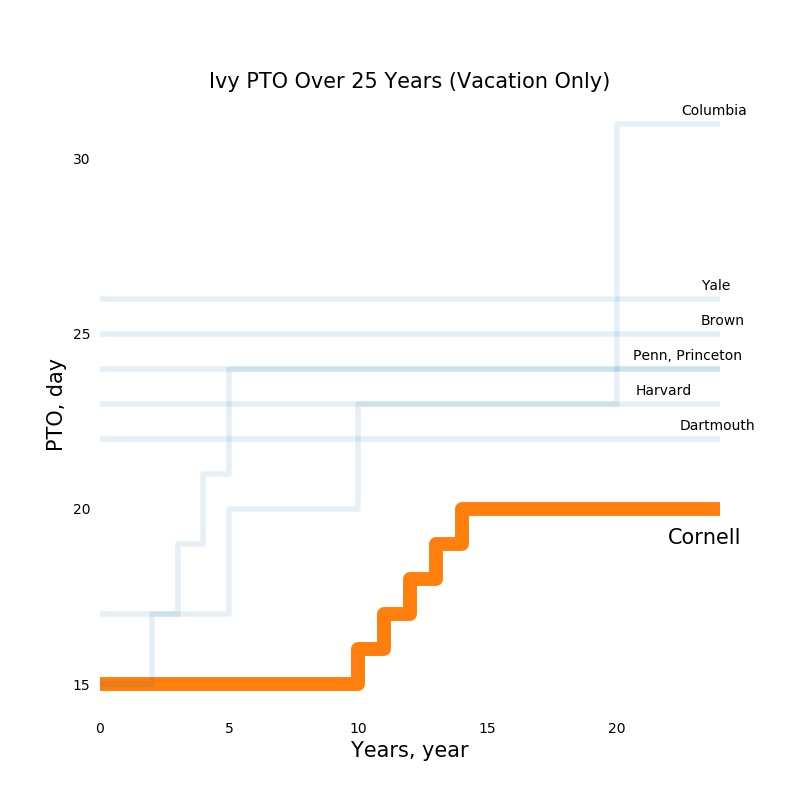 Ivy PTO Over 25 Years (Vacation Only)
Columbia
30
Yale
Brown
25
Penn, Princeton
Harvard
Dartmouth
PTO, day
20
Cornell
15
0 5 10 15 20
Years, year